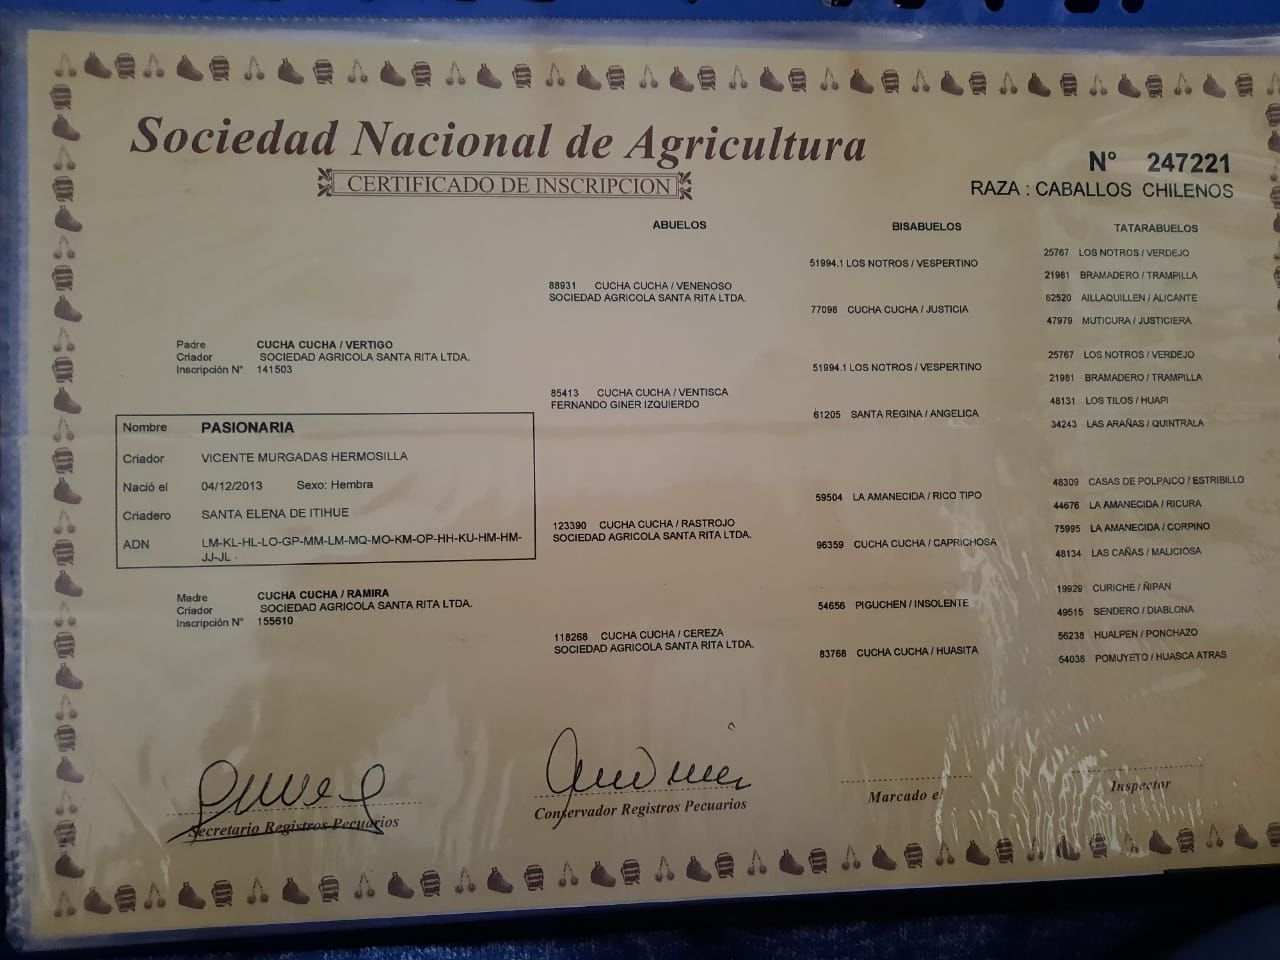 Sociedad Nacional de Agricultura
CERTIFICADO DE INSCRIPCION
N° 247221
RAZA : CABALLOS CHILENOS
ABUELOS
BISABUELOS
TATARABUELOS
Padre CUCHA CUCHA / VERTIGO
Criador SOCIEDAD AGRICOLA SANTA RITA LTDA.
Inscripción N° 141503
Nombre PASIONARIA
Criador VICENTE MURGADAS HERMOSILLA
Nació el 04/12/2013 Sexo: Hembra
Criadero SANTA ELENA DE ITIHUE
ADN LM-KL-HL-LO-GP-MM-LM-MQ-MO-KM-OP-HH-KU-HM-HM-
JJ-JL -
Madre CUCHA CUCHA / RAMIRA
Criador SOCIEDAD AGRICOLA SANTA RITA LTDA.
Inscripción N° 155610
88931 CUCHA CUCHA / VENENOSO
SOCIEDAD AGRICOLA SANTA RITA LTDA.
85413 CUCHA CUCHA / VENTISCA
FERNANDO GINER IZQUIERDO
123390 CUCHA CUCHA / RASTROJO
SOCIEDAD AGRICOLA SANTA RITA LTDA.
118268 CUCHA CUCHA / CEREZA
SOCIEDAD AGRICOLA SANTA RITA LTDA.
51994.1 LOS NOTROS / VESPERTINO
77098 CUCHA CUCHA / JUSTICIA
51994.1 LOS NOTROS / VESPERTINO
61205 SANTA REGINA / ANGELICA
59504 LA AMANECIDA / RICO TIPO
96359 CUCHA CUCHA / CAPRICHOSA
54656 PIGUCHEN / INSOLENTE
83768 CUCHA CUCHA / HUASITA
25767 LOS NOTROS / VERDEJO
21981 BRAMADERO / TRAMPILLA
62520 AILLAQUILLEN / ALICANTE
47979 MUTICURA / JUSTICIERA
25767 LOS NOTROS / VERDEJO
21981 BRAMADERO / TRAMPILLA
48131 LOS TILOS / HUAPI
34243 LAS ARAÑAS / QUINTRALA
48309 CASAS DE POLPAICO / ESTRIBILLO
44676 LA AMANECIDA / RICURA
75995 LA AMANECIDA / CORPINO
48134 LAS CAÑAS / MALICIOSA
19929 CURICHE / ÑIPAN
49515 SENDERO / DIABLONA
56238 HUALPEN / PONCHAZO
54036 POMUYETO / HUASCA ATRAS
Secretario Registros Pecuarios
Conservador Registros Pecuarios
Marcado el
Inspector